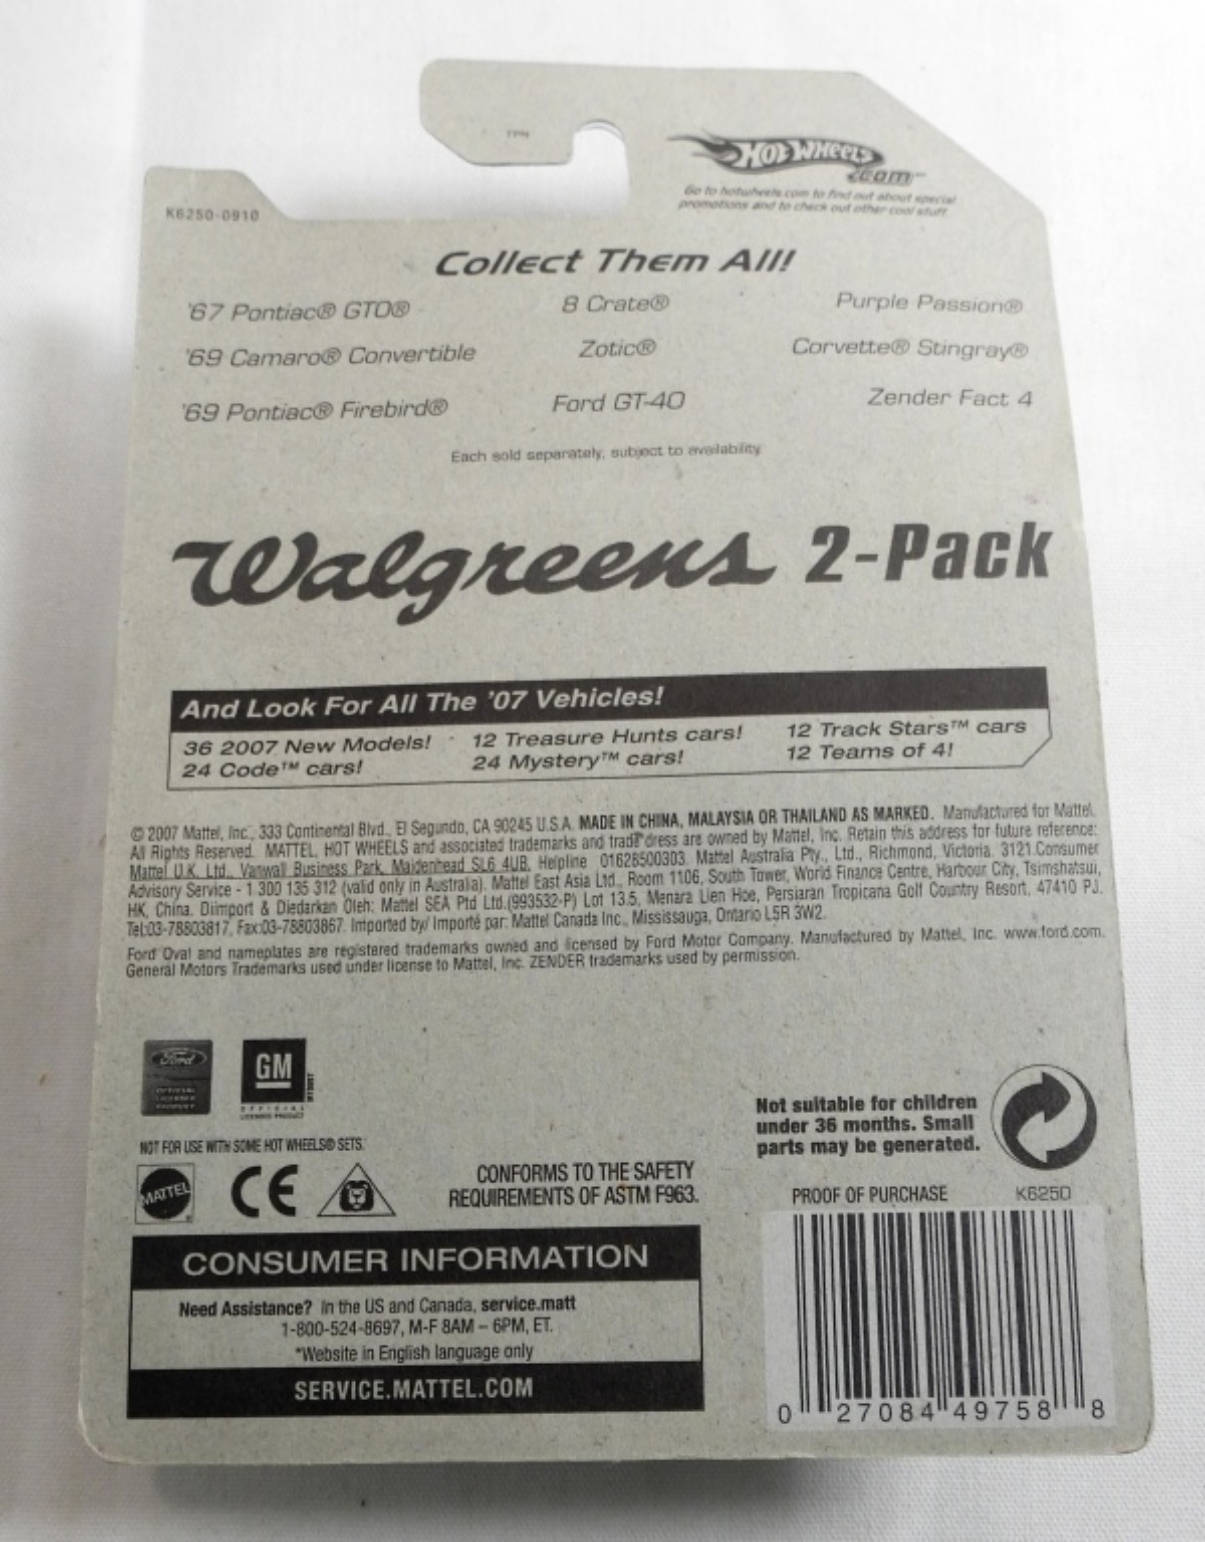 TPN
HOT WHEELS
.com™
Go to hotwheels.com to find out about special
promotions and to check out other cool stuff.
K6250-0910
Collect Them All!
'67 Pontiac® GTO® 8 Crate® Purple Passion®
'69 Camaro® Convertible Zotic® Corvette® Stingray®
'69 Pontiac® Firebird® Ford GT-40 Zender Fact 4
Each sold separately, subject to availability.
Walgreens 2-Pack
And Look For All The '07 Vehicles!
36 2007 New Models! 12 Treasure Hunts cars! 12 Track Stars™ cars
24 Code™ cars! 24 Mystery™ cars! 12 Teams of 4!
© 2007 Mattel, Inc., 333 Continental Blvd., El Segundo, CA 90245 U.S.A. MADE IN CHINA, MALAYSIA OR THAILAND AS MARKED. Manufactured for Mattel.
All Rights Reserved. MATTEL, HOT WHEELS and associated trademarks and trade dress are owned by Mattel, Inc. Retain this address for future reference:
Mattel U.K. Ltd., Vanwall Business Park, Maidenhead SL6 4UB. Helpline 01628500303. Mattel Australia Pty., Ltd., Richmond, Victoria. 3121.Consumer
Advisory Service - 1 300 135 312 (valid only in Australia). Mattel East Asia Ltd., Room 1106, South Tower, World Finance Centre, Harbour City, Tsimshatsui,
HK, China. Diimport & Diedarkan Oleh: Mattel SEA Ptd Ltd.(993532-P) Lot 13.5, Menara Lien Hoe, Persiaran Tropicana Golf Country Resort, 47410 PJ.
Tel:03-78803817, Fax:03-78803867. Imported by/ Importé par: Mattel Canada Inc., Mississauga, Ontario L5R 3W2.
Ford Oval and nameplates are registered trademarks owned and licensed by Ford Motor Company. Manufactured by Mattel, Inc. www.ford.com.
General Motors Trademarks used under license to Mattel, Inc. ZENDER trademarks used by permission.
Ford
OFFICIAL
LICENSED
PRODUCT
GM
OFFICIAL
LICENSED PRODUCT
NOT FOR USE WITH SOME HOT WHEELS® SETS.
MATTEL
®
CE
CONFORMS TO THE SAFETY
REQUIREMENTS OF ASTM F963.
Not suitable for children
under 36 months. Small
parts may be generated.
PROOF OF PURCHASE K6250
CONSUMER INFORMATION
Need Assistance? In the US and Canada, service.matt
1-800-524-8697, M-F 8AM – 6PM, ET.
*Website in English language only
SERVICE.MATTEL.COM
0 27084 49758 8